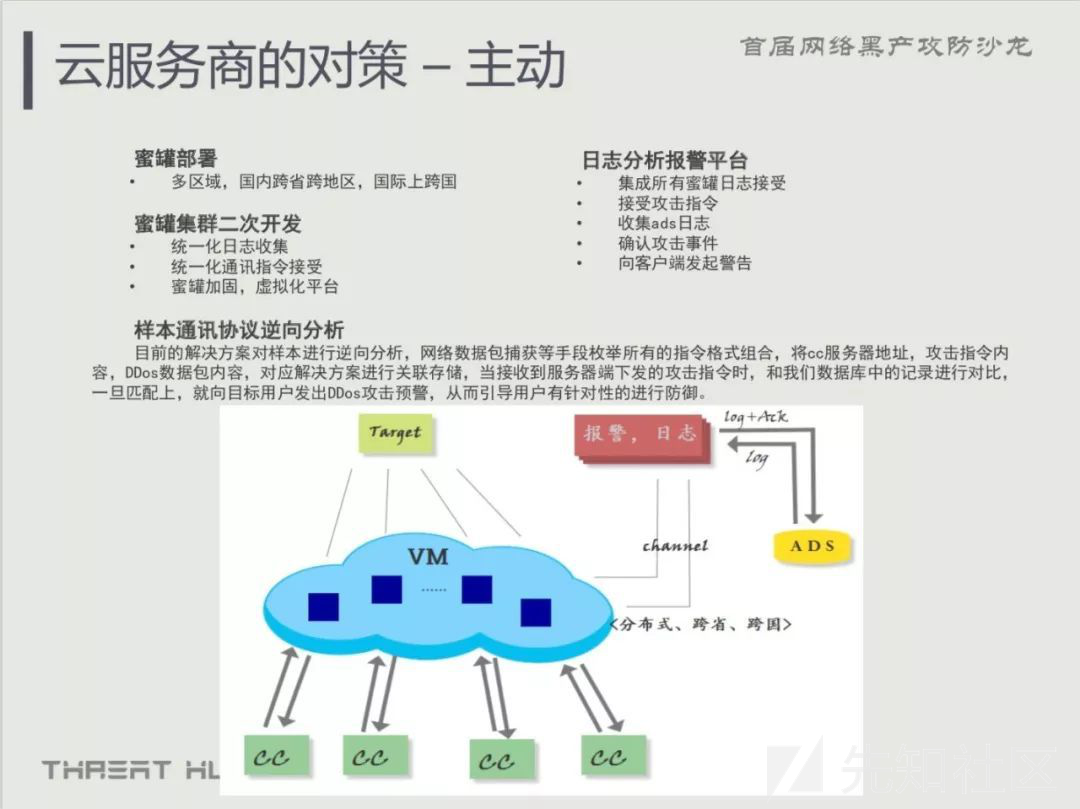 云服务商的对策 – 主动
首届网络黑产攻防沙龙
蜜罐部署
• 多区域，国内跨省跨地区，国际上跨国
蜜罐集群二次开发
• 统一化日志收集
• 统一化通讯指令接受
• 蜜罐加固，虚拟化平台
日志分析报警平台
• 集成所有蜜罐日志接受
• 接受攻击指令
• 收集ads日志
• 确认攻击事件
• 向客户端发起警告
样本通讯协议逆向分析
目前的解决方案对样本进行逆向分析，网络数据包捕获等手段枚举所有的指令格式组合，将cc服务器地址，攻击指令内
容，DDos数据包内容，对应解决方案进行关联存储，当接收到服务器端下发的攻击指令时，和我们数据库中的记录进行对比，
一旦匹配上，就向目标用户发出DDos攻击预警，从而引导用户有针对性的进行防御。
Target
报警，日志
log+Ack
log
ADS
channel
VM
......
<分布式、跨省、跨国>
CC
CC
CC
CC
THREAT HU
先知社区